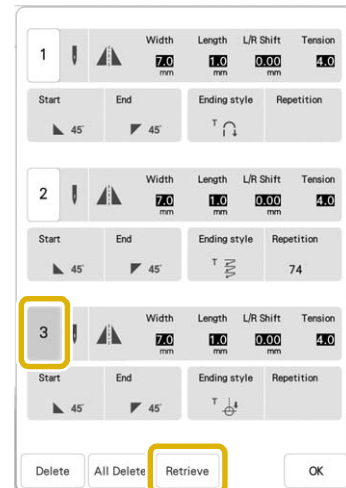 Width Length L/R Shift Tension
1 7.0 1.0 0.00 4.0
mm mm mm
Start End Ending style Repetition
45° 45° T
Width Length L/R Shift Tension
2 7.0 1.0 0.00 4.0
mm mm mm
Start End Ending style Repetition
45° 45° T 74
Width Length L/R Shift Tension
3 7.0 1.0 0.00 4.0
mm mm mm
Start End Ending style Repetition
45° 45° T
Delete All Delete Retrieve OK